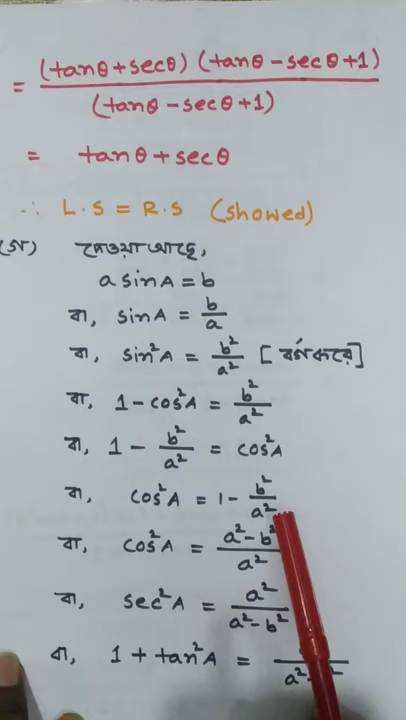 = (tanθ+secθ) (tanθ-secθ+1) / (tanθ-secθ+1)
= tanθ+secθ
∴ L.S = R.S (showed)
(গ) দেওয়া আছে,
a sinA = b
বা, sinA = b/a
বা, sin²A = b²/a² [বর্গ করে]
বা, 1-cos²A = b²/a²
বা, 1 - b²/a² = cos²A
বা, cos²A = 1 - b²/a²
বা, cos²A = a²-b²/a²
বা, sec²A = a²/a²-b²
বা, 1 + tan²A =